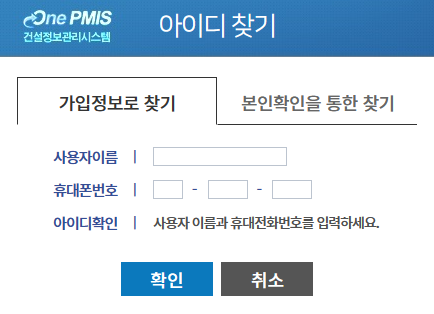 One PMIS
건설정보관리시스템
아이디 찾기
가입정보로 찾기
본인확인을 통한 찾기
사용자이름 |
휴대폰번호 | - -
아이디확인 | 사용자 이름과 휴대전화번호를 입력하세요.
확인
취소